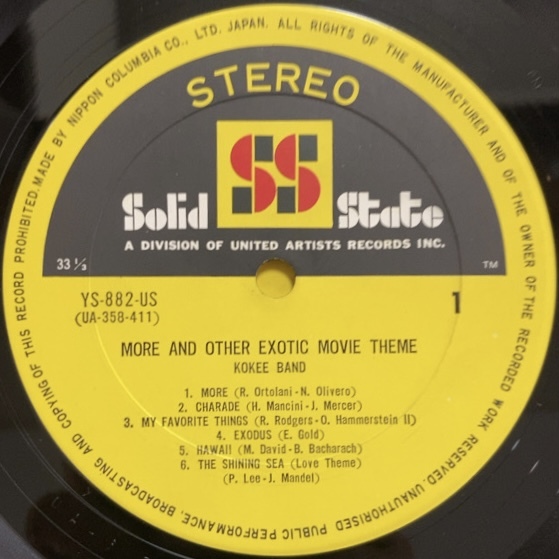 MADE BY NIPPON COLUMBIA CO., LTD. JAPAN. ALL RIGHTS OF THE MANUFACTURER AND OF THE OWNER OF THE RECORDED WORK RESERVED. UNAUTHORISED PUBLIC PERFORMANCE, BROADCASTING AND COPYING OF THIS RECORD PROHIBITED.
STEREO
SS
Solid State
A DIVISION OF UNITED ARTISTS RECORDS INC.
33 1/3
TM
YS-882-US
1
(UA-358-411)
MORE AND OTHER EXOTIC MOVIE THEME
KOKEE BAND
1. MORE (R. Ortolani-N. Olivero)
2. CHARADE (H. Mancini-J. Mercer)
3. MY FAVORITE THINGS (R. Rodgers-O. Hammerstein II)
4. EXODUS (E. Gold)
5. HAWAII (M. David-B. Bacharach)
6. THE SHINING SEA (Love Theme)
(P. Lee-J. Mandel)